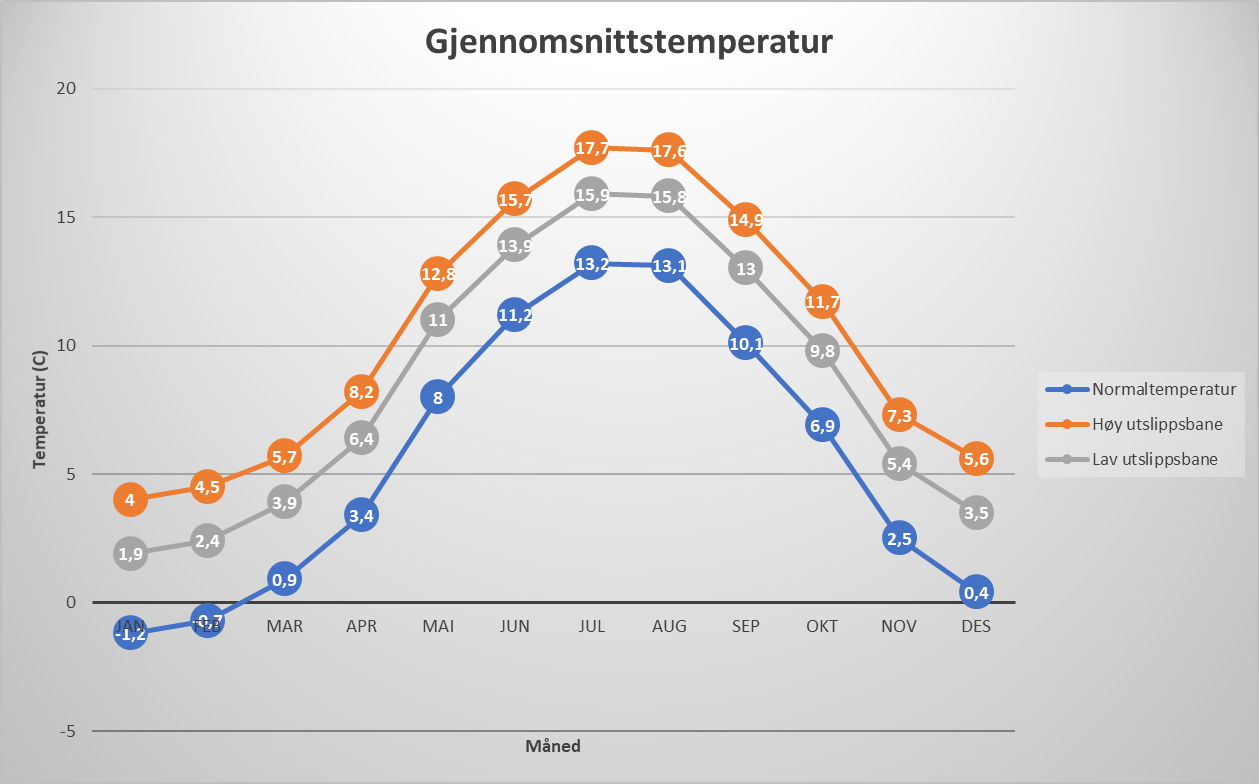 Gjennomsnittstemperatur
20
15
10
5
0
-5
Temperatur (C)
17,7 17,6
15,7 15,9 15,8 14,9
12,8 13,9 13,2 13,1 13
11 11,2 11,7
8,2 10,1 9,8
5,7 6,4 8 6,9 7,3
4 4,5 3,9 3,4 5,4 5,6
1,9 2,4 2,5 3,5
-1,2 -0,7 0,9 0,4
JAN FEB MAR APR MAI JUN JUL AUG SEP OKT NOV DES
Måned
Normaltemperatur
Høy utslippsbane
Lav utslippsbane